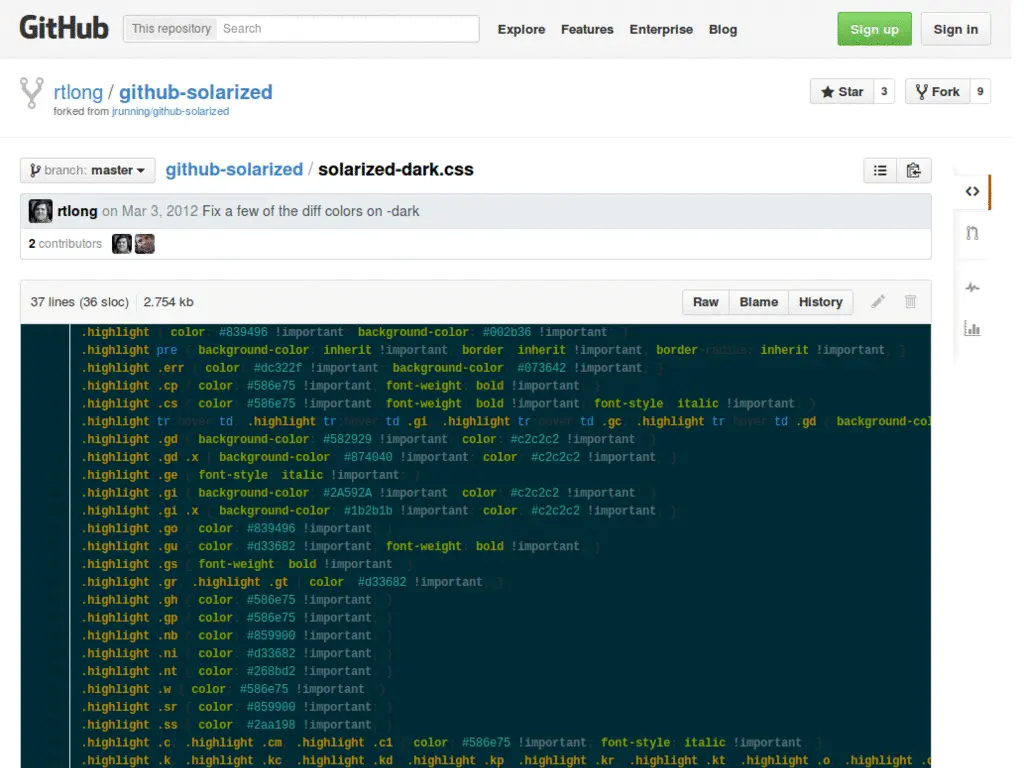 GitHub This repository Search Explore Features Enterprise Blog Sign up Sign in
rtlong / github-solarized Star 3 Fork 9
forked from jrunning/github-solarized
branch: master github-solarized / solarized-dark.css
rtlong on Mar 3, 2012 Fix a few of the diff colors on -dark
2 contributors
37 lines (36 sloc) 2.754 kb Raw Blame History
.highlight { color: #839496 !important; background-color: #002b36 !important; }
.highlight pre { background-color: inherit !important; border: inherit !important; border-radius: inherit !important; }
.highlight .err { color: #dc322f !important; background-color: #073642 !important; }
.highlight .cp { color: #586e75 !important; font-weight: bold !important; }
.highlight .cs { color: #586e75 !important; font-weight: bold !important; font-style: italic !important; }
.highlight tr:hover td, .highlight tr:hover td .gi, .highlight tr:hover td .gc, .highlight tr:hover td .gd { background-col
.highlight .gd { background-color: #582929 !important; color: #c2c2c2 !important; }
.highlight .gd .x { background-color: #874040 !important; color: #c2c2c2 !important; }
.highlight .ge { font-style: italic !important; }
.highlight .gi { background-color: #2A592A !important; color: #c2c2c2 !important; }
.highlight .gi .x { background-color: #1b2b1b !important; color: #c2c2c2 !important; }
.highlight .go { color: #839496 !important; }
.highlight .gu { color: #d33682 !important; font-weight: bold !important; }
.highlight .gs { font-weight: bold !important; }
.highlight .gr, .highlight .gt { color: #d33682 !important; }
.highlight .gh { color: #586e75 !important; }
.highlight .gp { color: #586e75 !important; }
.highlight .nb { color: #859900 !important; }
.highlight .ni { color: #d33682 !important; }
.highlight .nt { color: #268bd2 !important; }
.highlight .w { color: #586e75 !important; }
.highlight .sr { color: #859900 !important; }
.highlight .ss { color: #2aa198 !important; }
.highlight .c, .highlight .cm, .highlight .c1 { color: #586e75 !important; font-style: italic !important; }
.highlight .k, .highlight .kc, .highlight .kd, .highlight .kp, .highlight .kr, .highlight .kt, .highlight .o, .highlight